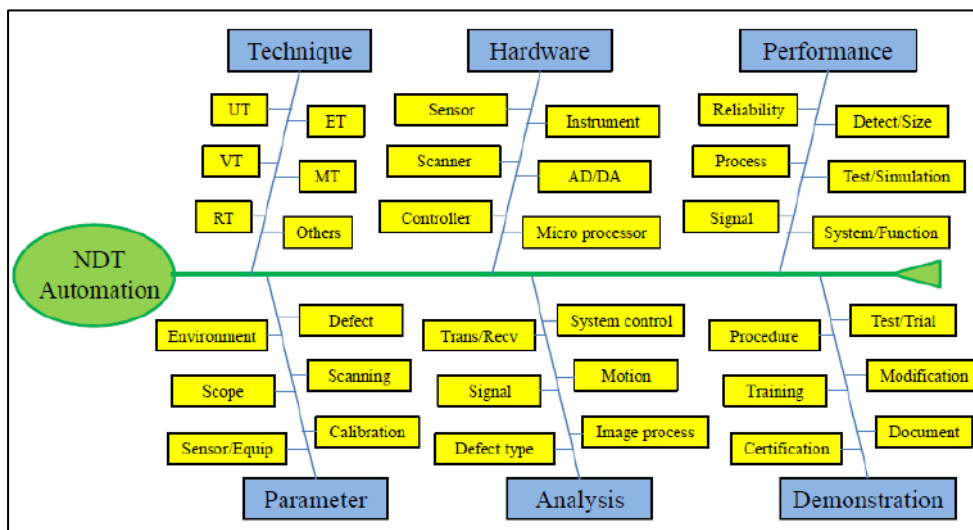 Technique
Hardware
Performance
UT
ET
VT
MT
RT
Others
Sensor
Instrument
Scanner
AD/DA
Controller
Micro processor
Reliability
Detect/Size
Process
Test/Simulation
Signal
System/Function
NDT
Automation
Environment
Defect
Scope
Scanning
Sensor/Equip
Calibration
Trans/Recv
System control
Signal
Motion
Defect type
Image process
Procedure
Test/Trial
Training
Modification
Certification
Document
Parameter
Analysis
Demonstration